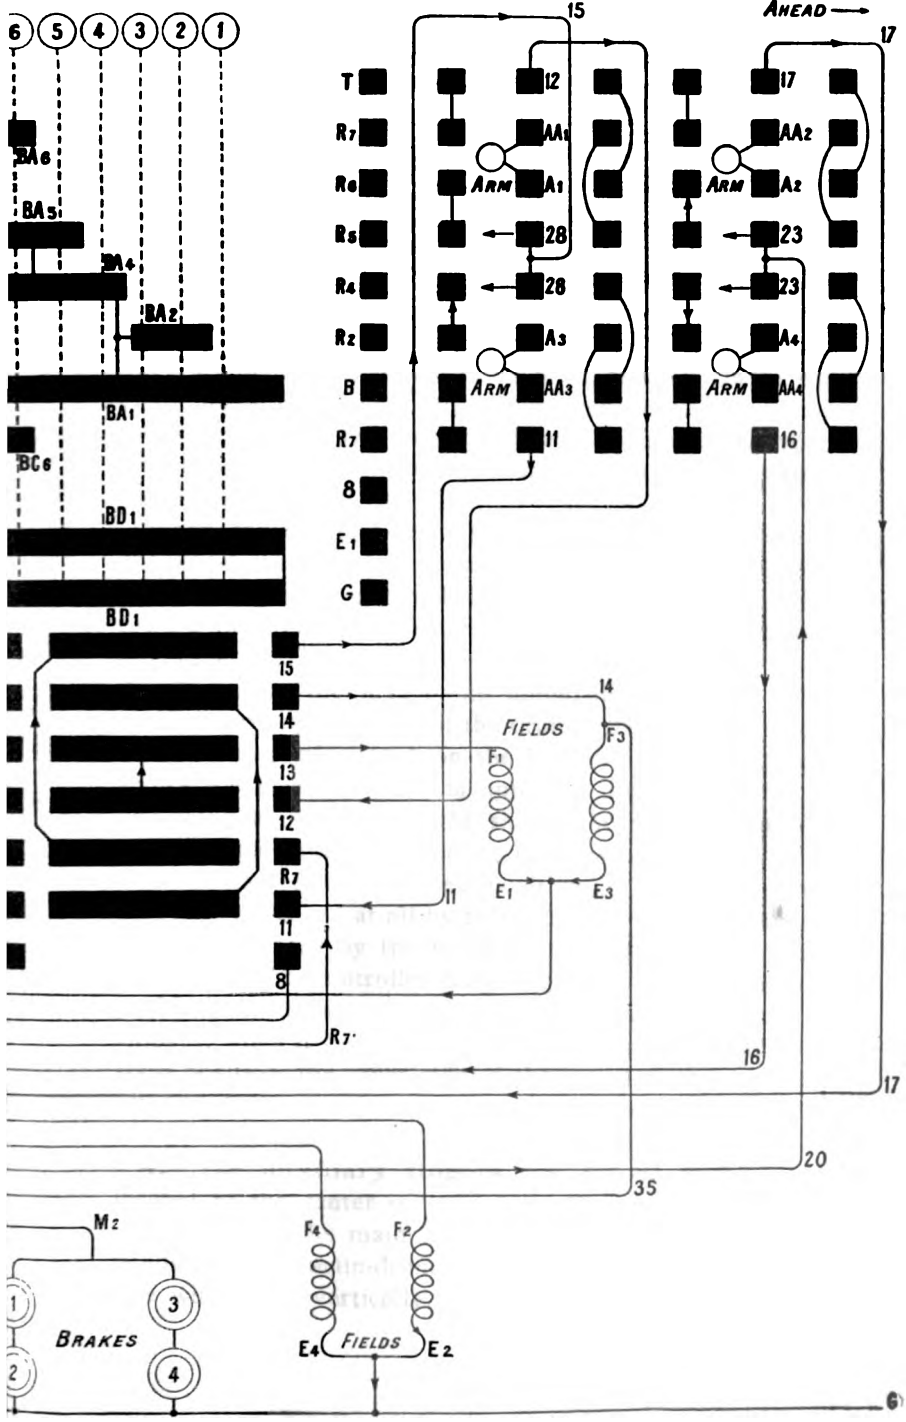 15
AHEAD
17
6 5 4 3 2 1
T 12 17
R7 AA1 AA2
BA6
R6 ARM A1 ARM A2
BA5
R5 28 23
BA4
R4 28 23
BA2
R2 A3 A4
B ARM AA3 ARM AA4
BA1
R7 11 16
BC6
8
BD1
E1
G
BD1
15
14
14
FIELDS F3
F1
13
12
R7 E1 E3
11
11
8
R7
16
17
20
35
M2
F4 F2
1 3
BRAKES
E4 FIELDS E2
2 4
G